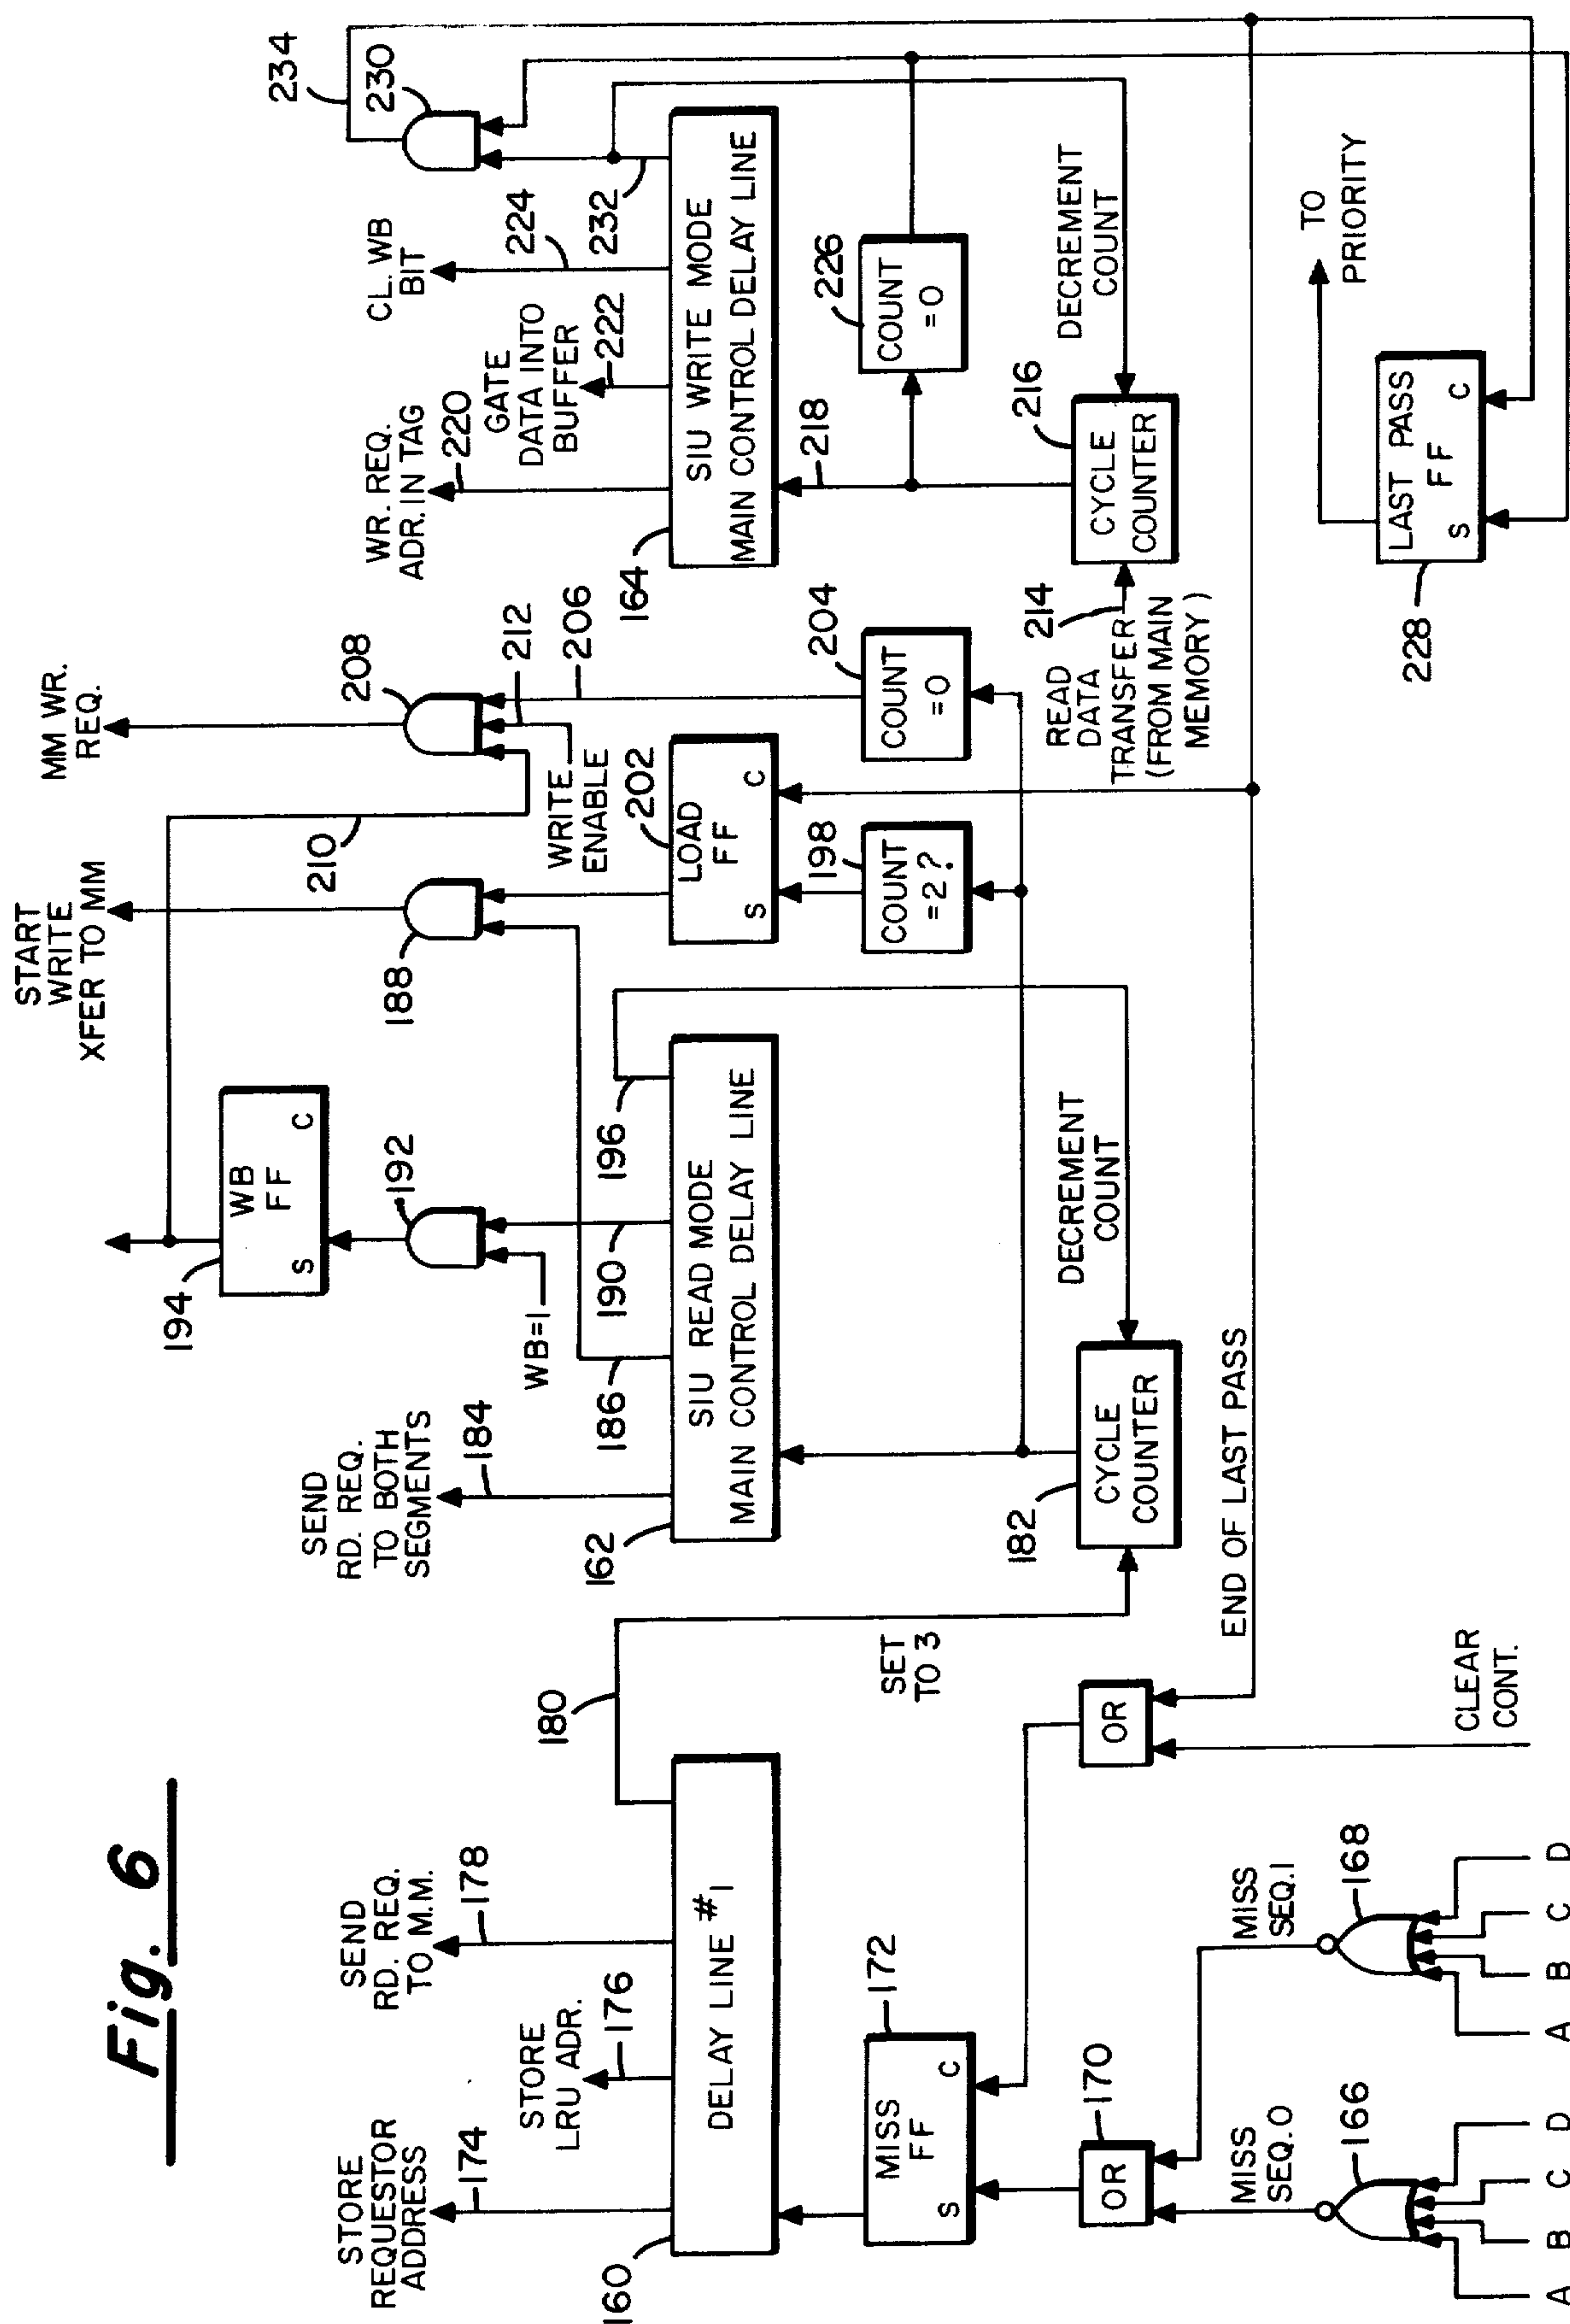 Fig. 6
STORE
REQUESTOR
ADDRESS
174
STORE
LRU ADR.
176
SEND
RD. REQ.
TO M.M.
178
180
160
DELAY LINE #1
SET
TO 3
MISS
FF
S
C
172
OR
170
OR
MISS
SEQ.0
166
MISS
SEQ.1
168
A
B
C
D
A
B
C
D
CLEAR
CONT.
END OF LAST PASS
SEND
RD. REQ.
TO BOTH
SEGMENTS
184
162
186
190
196
SIU READ MODE
MAIN CONTROL DELAY LINE
WB=1
192
194
WB
FF
S
C
182
CYCLE
COUNTER
DECREMENT
COUNT
START
WRITE
XFER TO MM
188
210
MM WR.
REQ.
208
212
206
WRITE
ENABLE
202
LOAD
FF
S
C
198
COUNT
=2?
204
COUNT
=0
WR. REQ.
ADR. IN TAG
220
GATE
DATA INTO
BUFFER
222
CL. WB
BIT
224
232
230
234
164
SIU WRITE MODE
MAIN CONTROL DELAY LINE
218
226
COUNT
=0
216
CYCLE
COUNTER
DECREMENT
COUNT
214
READ
DATA
TRANSFER
(FROM MAIN
MEMORY)
TO
PRIORITY
LAST PASS
FF
S
C
228